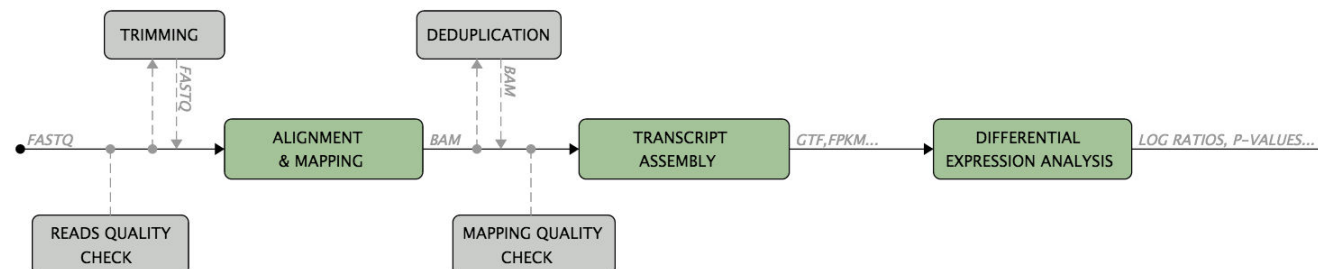 TRIMMING
DEDUPLICATION
FASTQ
BAM
FASTQ
ALIGNMENT
& MAPPING
BAM
TRANSCRIPT
ASSEMBLY
GTF,FPKM...
DIFFERENTIAL
EXPRESSION ANALYSIS
LOG RATIOS, P-VALUES...
READS QUALITY
CHECK
MAPPING QUALITY
CHECK